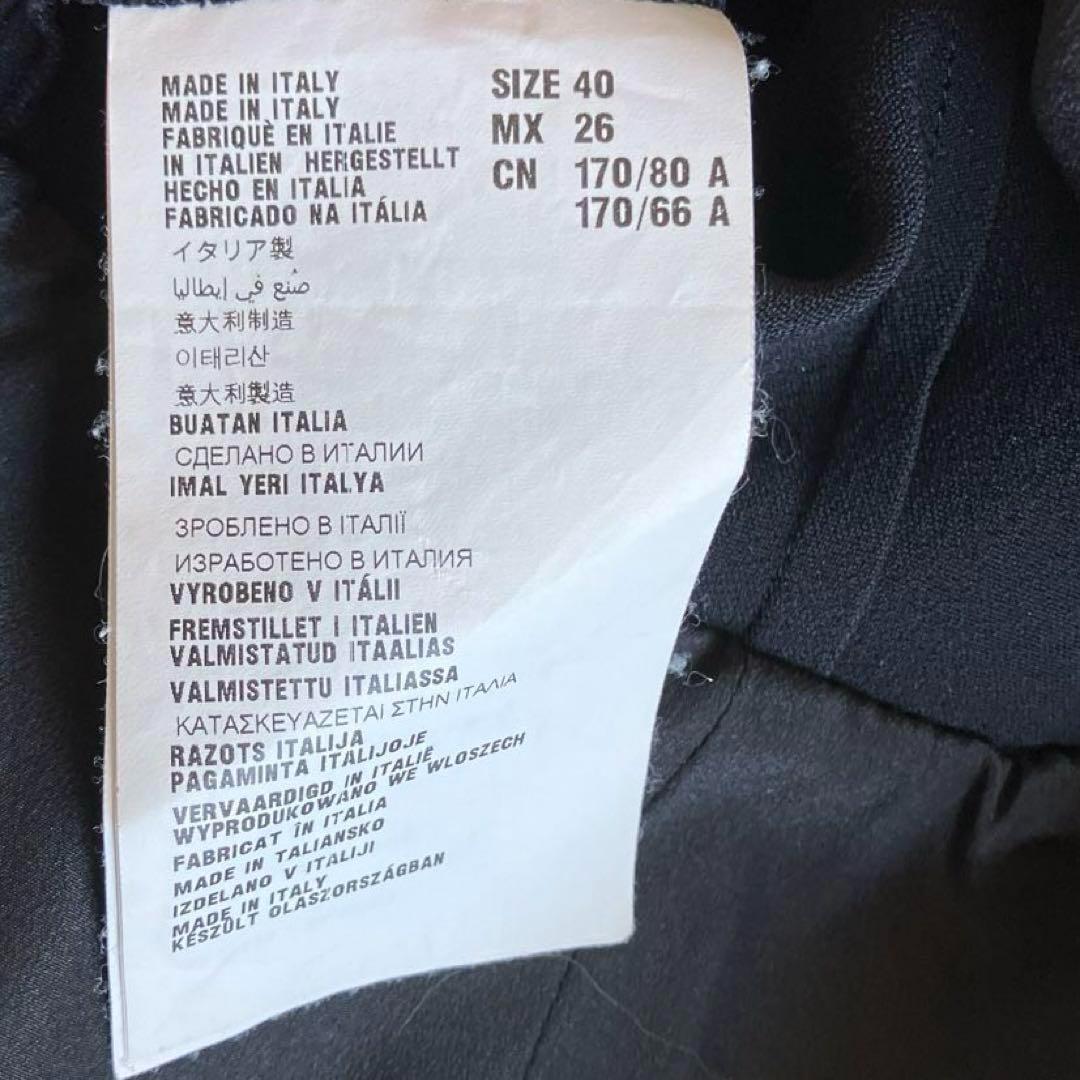 MADE IN ITALY
MADE IN ITALY
FABRIQUÈ EN ITALIE
IN ITALIEN HERGESTELLT
HECHO EN ITALIA
FABRICADO NA ITÁLIA
イタリア製
صُنع في إيطاليا
意大利制造
이태리산
意大利製造
BUATAN ITALIA
СДЕЛАНО В ИТАЛИИ
IMAL YERI ITALYA
ЗРОБЛЕНО В ІТАЛІЇ
ИЗРАБОТЕНО В ИТАЛИЯ
VYROBENO V ITÁLII
FREMSTILLET I ITALIEN
VALMISTATUD ITAALIAS
VALMISTETTU ITALIASSA
ΚΑΤΑΣΚΕΥΑΖΕΤΑΙ ΣΤΗΝ ΙΤΑΛΙΑ
RAZOTS ITALIJA
PAGAMINTA ITALIJOJE
VERVAARDIGD IN ITALIË
WYPRODUKOWANO WE WLOSZECH
FABRICAT ÎN ITALIA
MADE IN TALIANSKO
IZDELANO V ITALIJI
MADE IN ITALY
KÉSZÜLT OLASZORSZÁGBAN
SIZE 40
MX 26
CN 170/80 A
170/66 A